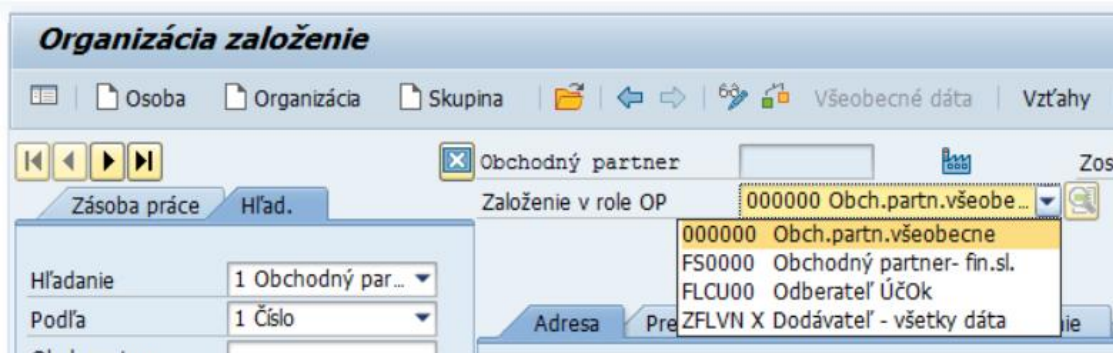 Organizácia založenie
Osoba Organizácia Skupina Všeobecné dáta Vzťahy
Obchodný partner Zos
Zásoba práce Hľad. Založenie v role OP 000000 Obch.partn.všeobe...
000000 Obch.partn.všeobecne
Hľadanie 1 Obchodný par... FS0000 Obchodný partner- fin.sl.
FLCU00 Odberateľ ÚčOk
Podľa 1 Číslo Adresa Pre ZFLVN X Dodávateľ - všetky dáta ie